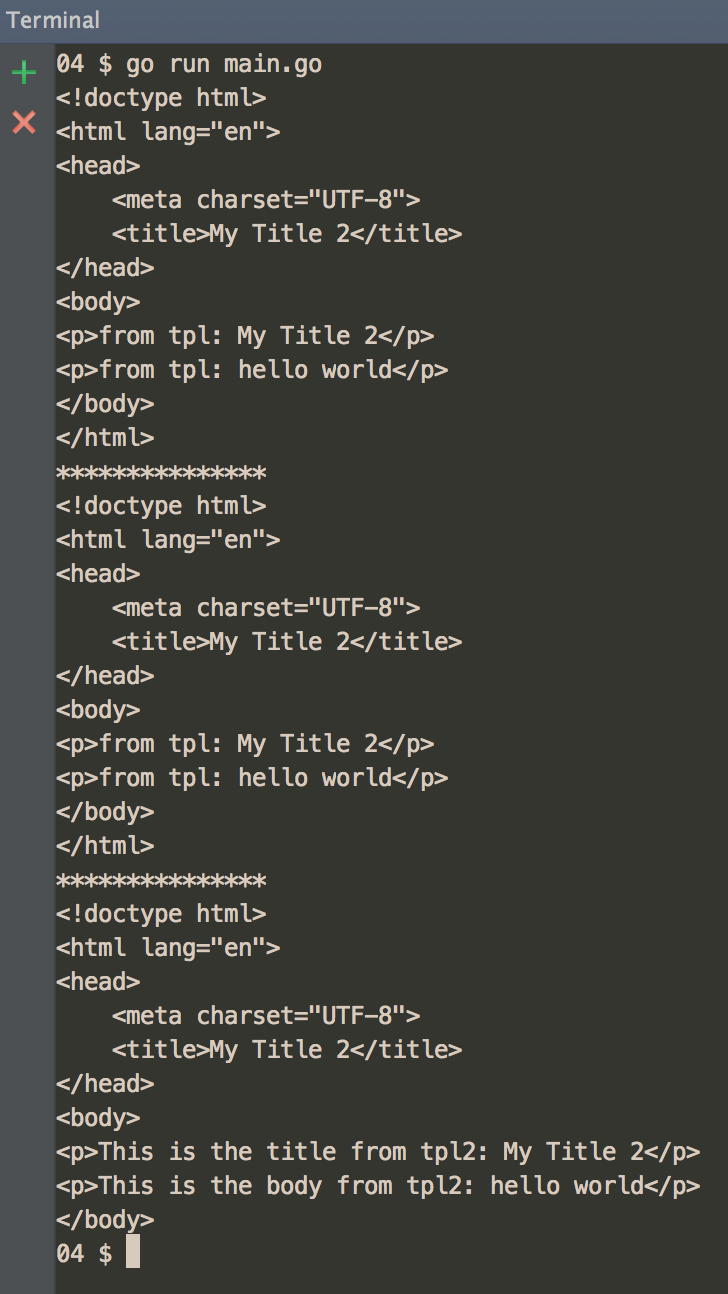 Terminal
04 $ go run main.go
<!doctype html>
<html lang="en">
<head>
    <meta charset="UTF-8">
    <title>My Title 2</title>
</head>
<body>
<p>from tpl: My Title 2</p>
<p>from tpl: hello world</p>
</body>
</html>
***************
<!doctype html>
<html lang="en">
<head>
    <meta charset="UTF-8">
    <title>My Title 2</title>
</head>
<body>
<p>from tpl: My Title 2</p>
<p>from tpl: hello world</p>
</body>
</html>
***************
<!doctype html>
<html lang="en">
<head>
    <meta charset="UTF-8">
    <title>My Title 2</title>
</head>
<body>
<p>This is the title from tpl2: My Title 2</p>
<p>This is the body from tpl2: hello world</p>
</body>
04 $